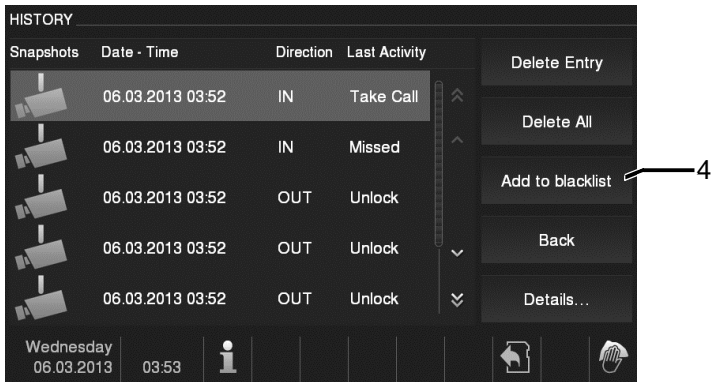 HISTORY
Snapshots Date - Time Direction Last Activity
06.03.2013 03:52 IN Take Call
06.03.2013 03:52 IN Missed
06.03.2013 03:52 OUT Unlock
06.03.2013 03:52 OUT Unlock
06.03.2013 03:52 OUT Unlock
Delete Entry
Delete All
Add to blacklist
4
Back
Details...
Wednesday
06.03.2013 03:53